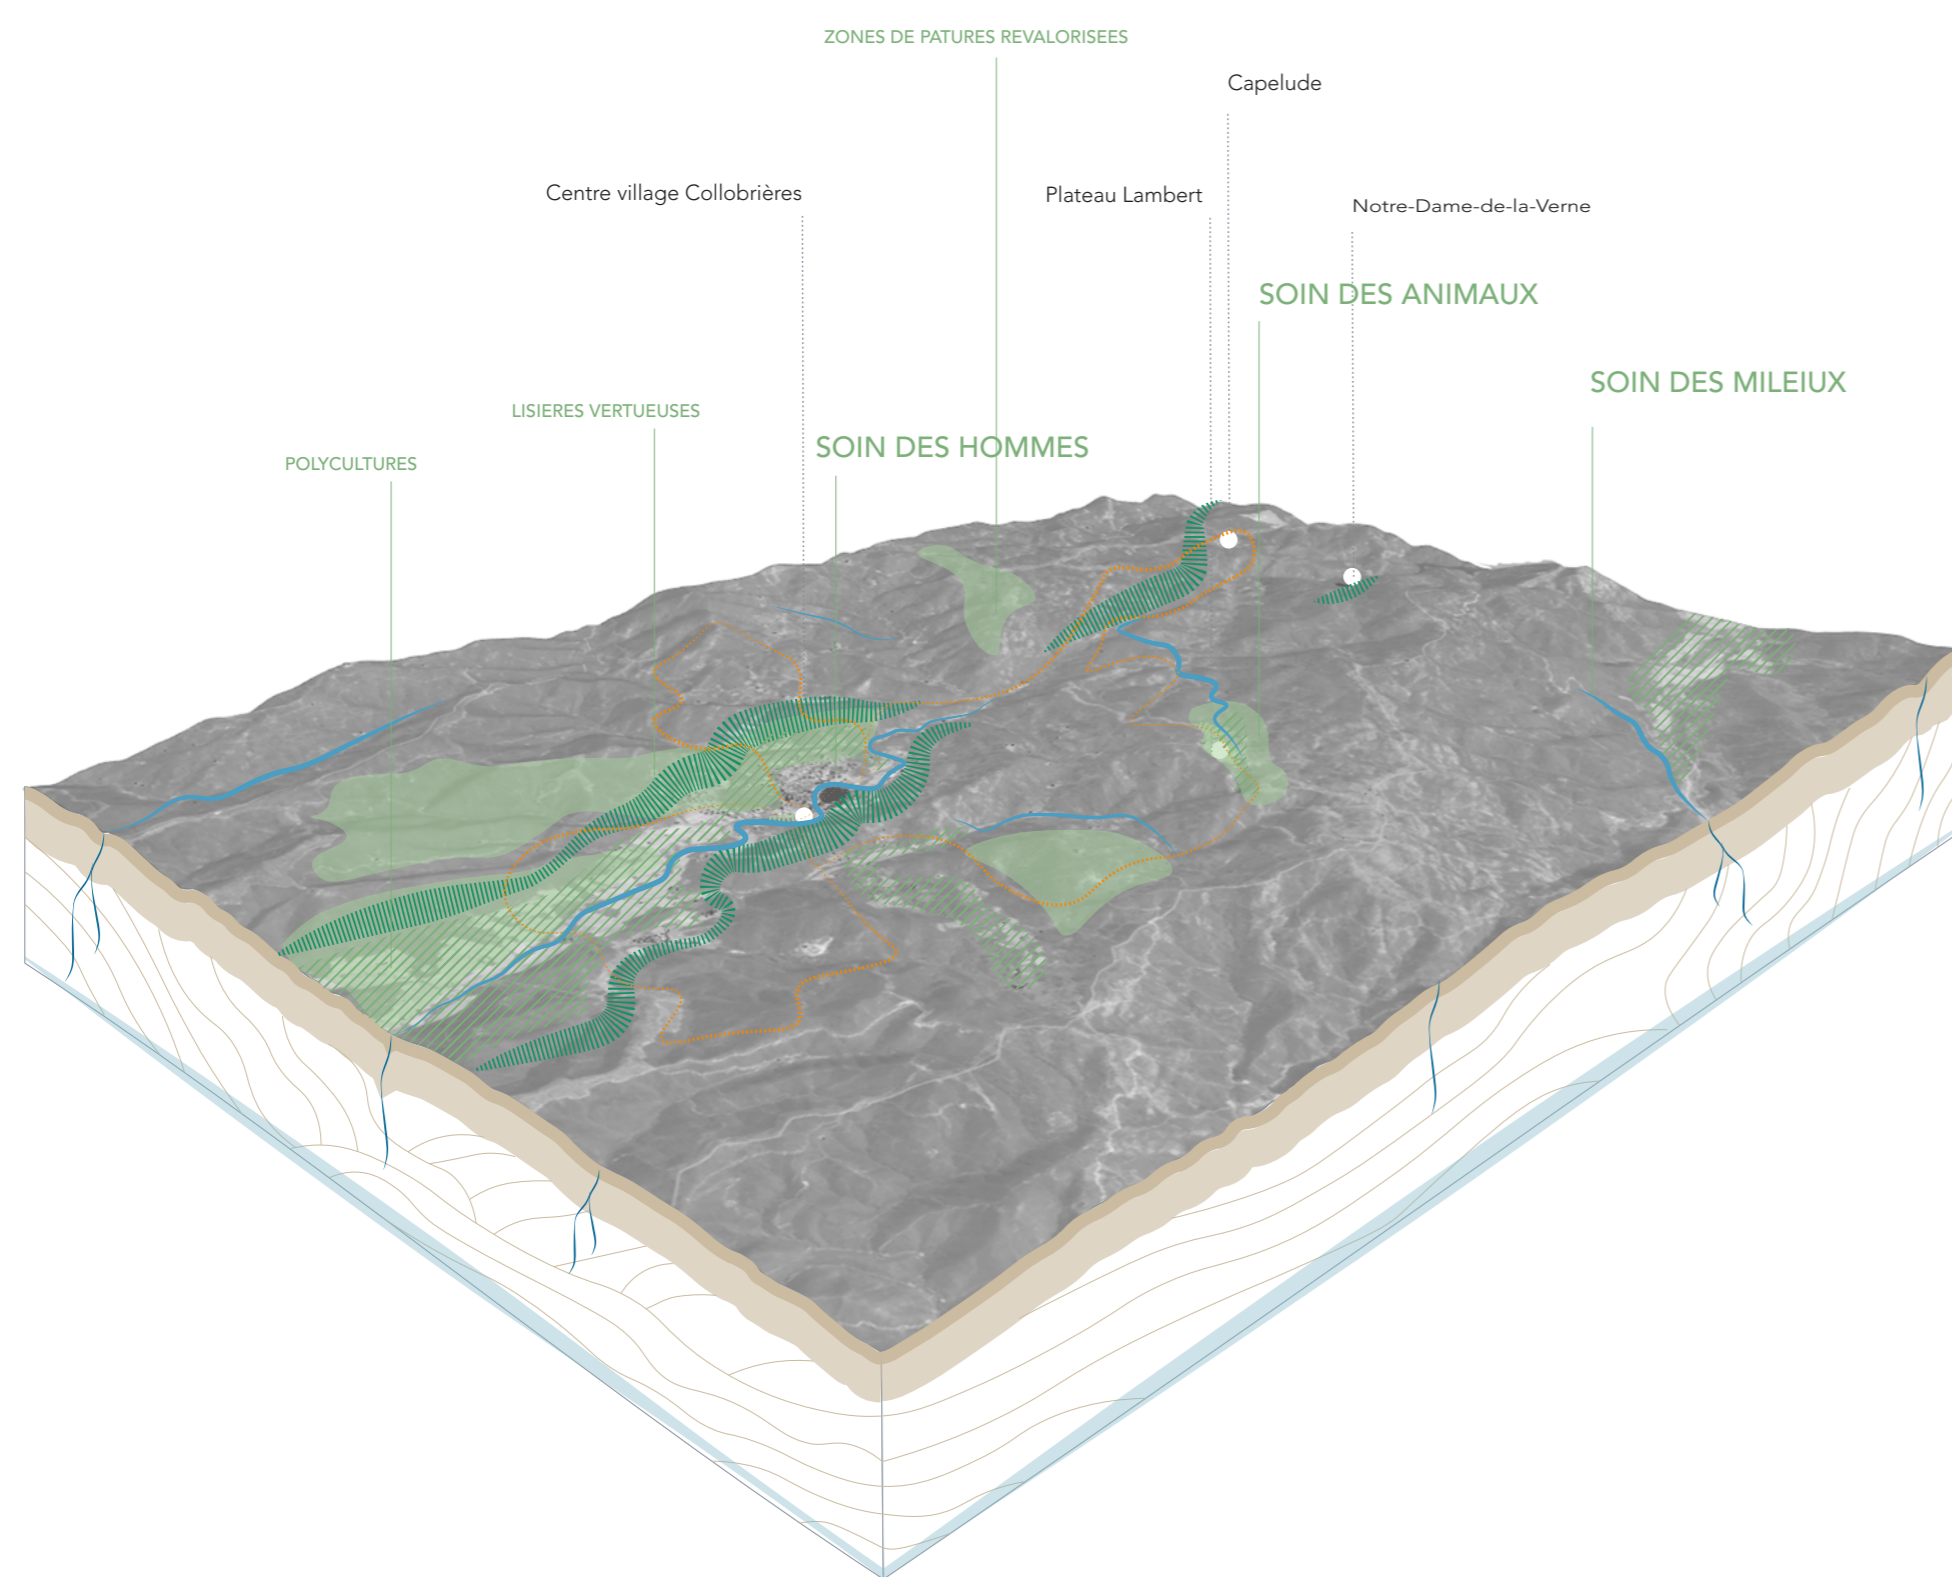 ZONES DE PATURES REVALORISEES
Capelude
Centre village Collobrières
Plateau Lambert
Notre-Dame-de-la-Verne
SOIN DES ANIMAUX
SOIN DES MILEIUX
LISIERES VERTUEUSES
SOIN DES HOMMES
POLYCULTURES